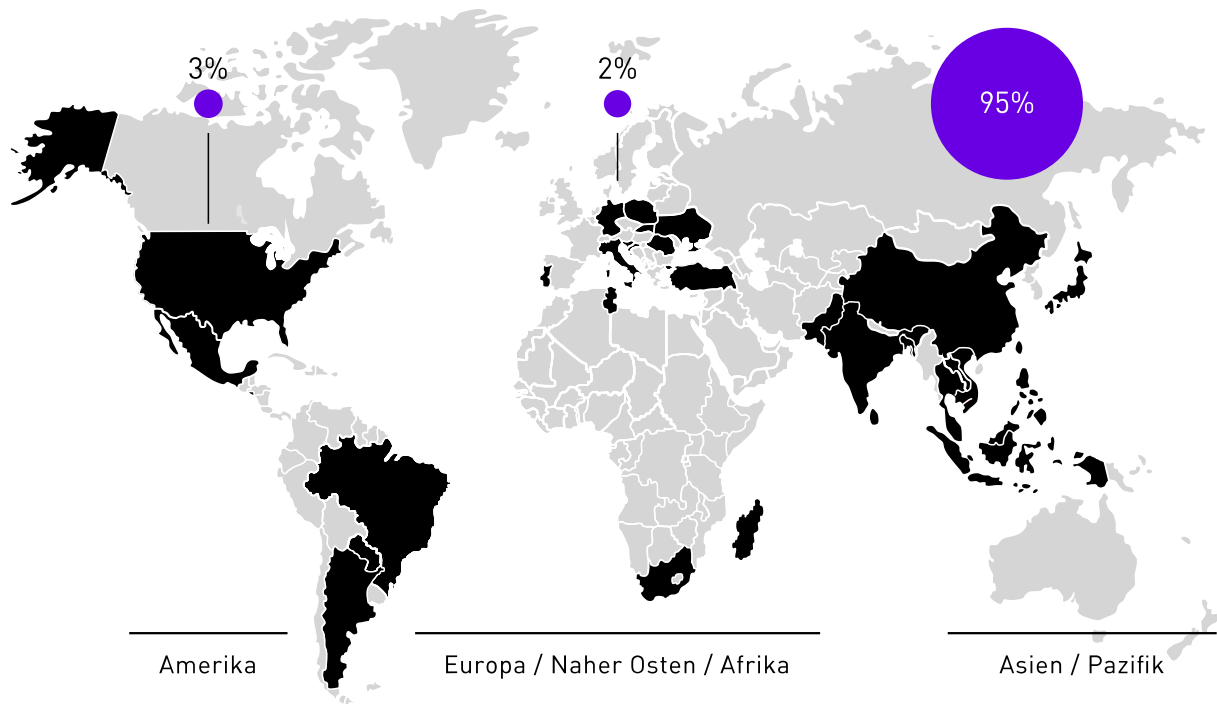 3%
2%
95%
Amerika
Europa / Naher Osten / Afrika
Asien / Pazifik